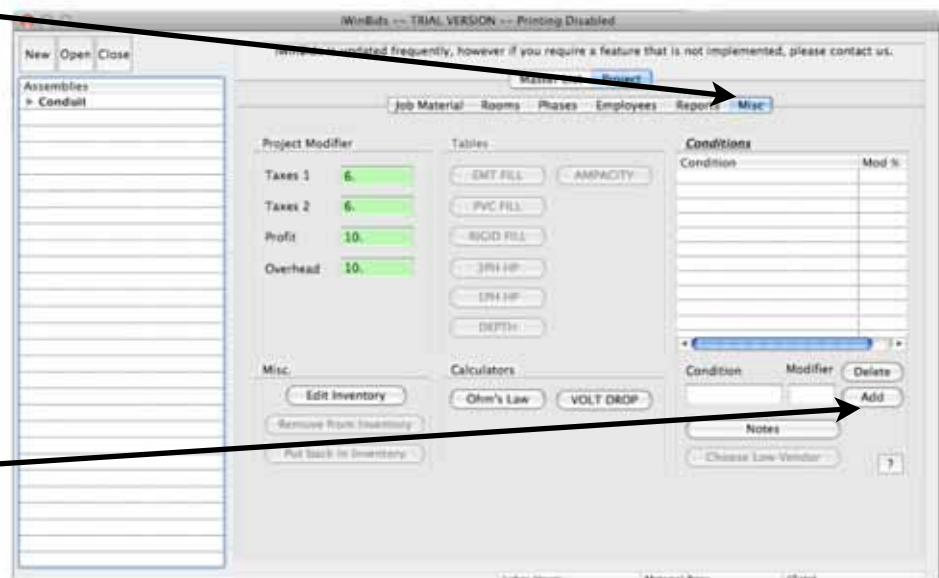 iWinBids -- TRIAL VERSION -- Printing Disabled
New Open Close
iWinBids is updated frequently, however if you require a feature that is not implemented, please contact us.
Master List Project
Assemblies
Conduit
Job Material Rooms Phases Employees Reports Misc
Project Modifier
Taxes 1 6.
Taxes 2 6.
Profit 10.
Overhead 10.
Tables
EMT FILL AMPACITY
PVC FILL
RIGID FILL
3PH HP
1PH HP
DEPTH
Conditions
Condition Mod %
Misc.
Edit Inventory
Remove from Inventory
Put back in Inventory
Calculators
Ohm's Law VOLT DROP
Condition Modifier Delete
Add
Notes
Choose Low Vendor
?